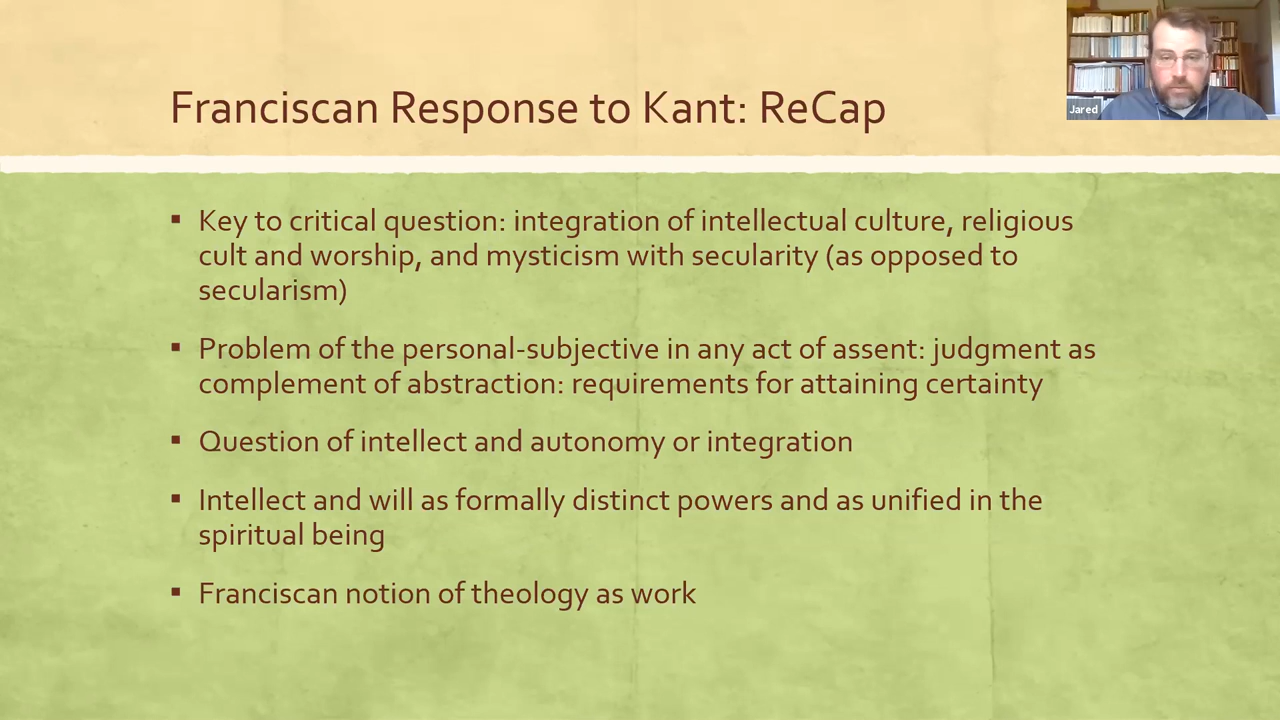 Franciscan Response to Kant: ReCap
Jared
▪ Key to critical question: integration of intellectual culture, religious
cult and worship, and mysticism with secularity (as opposed to
secularism)
▪ Problem of the personal-subjective in any act of assent: judgment as
complement of abstraction: requirements for attaining certainty
▪ Question of intellect and autonomy or integration
▪ Intellect and will as formally distinct powers and as unified in the
spiritual being
▪ Franciscan notion of theology as work